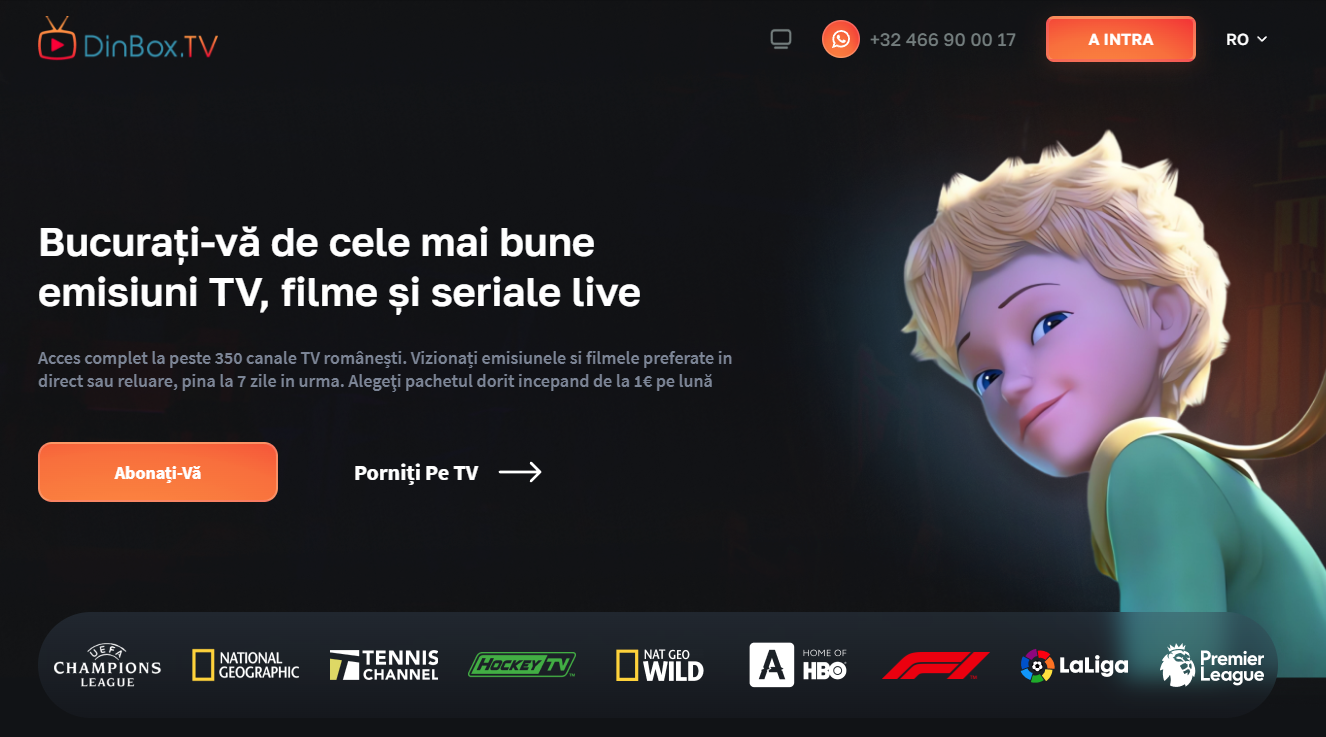 DinBox.TV
+32 466 90 00 17
A INTRA
RO
Bucurați-vă de cele mai bune
emisiuni TV, filme și seriale live
Acces complet la peste 350 canale TV românești. Vizionați emisiunele si filmele preferate in
direct sau reluare, pina la 7 zile in urma. Alegeți pachetul dorit incepand de la 1€ pe lună
Abonați-Vă
Porniți Pe TV
UEFA
CHAMPIONS
LEAGUE
NATIONAL
GEOGRAPHIC
TENNIS
CHANNEL
HOCKEY TV
NAT GEO
WILD
A
HOME OF
HBO
F1
LaLiga
Premier
League